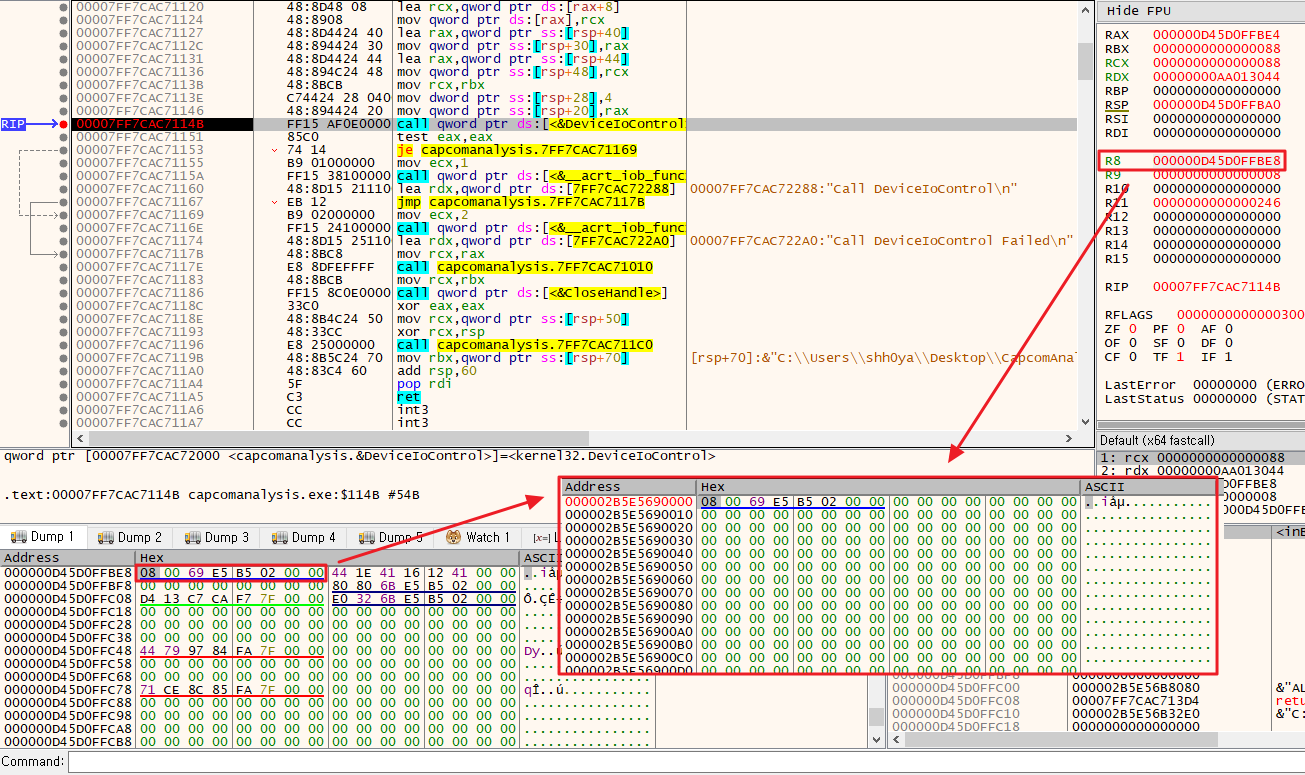 00007FF7CAC71120 48:8D48 08 lea rcx,qword ptr ds:[rax+8]
00007FF7CAC71124 48:8908 mov qword ptr ds:[rax],rcx
00007FF7CAC71127 48:8D4424 40 lea rax,qword ptr ss:[rsp+40]
00007FF7CAC7112C 48:894424 30 mov qword ptr ss:[rsp+30],rax
00007FF7CAC71131 48:8D4424 44 lea rax,qword ptr ss:[rsp+44]
00007FF7CAC71136 48:894C24 48 mov qword ptr ss:[rsp+48],rcx
00007FF7CAC7113B 48:8BCB mov rcx,rbx
00007FF7CAC7113E C74424 28 040 mov dword ptr ss:[rsp+28],4
00007FF7CAC71146 48:894424 20 mov qword ptr ss:[rsp+20],rax
RIP 00007FF7CAC7114B FF15 AF0E0000 call qword ptr ds:[<&DeviceIoControl
00007FF7CAC71151 85C0 test eax,eax
00007FF7CAC71153 74 14 je capcomanalysis.7FF7CAC71169
00007FF7CAC71155 B9 01000000 mov ecx,1
00007FF7CAC7115A FF15 38100000 call qword ptr ds:[<&__acrt_iob_func
00007FF7CAC71160 48:8D15 21110 lea rdx,qword ptr ds:[7FF7CAC72288] 00007FF7CAC72288:"Call DeviceIoControl\n"
00007FF7CAC71167 EB 12 jmp capcomanalysis.7FF7CAC7117B
00007FF7CAC71169 B9 02000000 mov ecx,2
00007FF7CAC7116E FF15 24100000 call qword ptr ds:[<&__acrt_iob_func
00007FF7CAC71174 48:8D15 25110 lea rdx,qword ptr ds:[7FF7CAC722A0] 00007FF7CAC722A0:"Call DeviceIoControl Failed\n"
00007FF7CAC7117B 48:8BC8 mov rcx,rax
00007FF7CAC7117E E8 8DFEFFFF call capcomanalysis.7FF7CAC71010
00007FF7CAC71183 48:8BCB mov rcx,rbx
00007FF7CAC71186 FF15 8C0E0000 call qword ptr ds:[<&CloseHandle>]
00007FF7CAC7118C 33C0 xor eax,eax
00007FF7CAC7118E 48:8B4C24 50 mov rcx,qword ptr ss:[rsp+50]
00007FF7CAC71193 48:33CC xor rcx,rsp
00007FF7CAC71196 E8 25000000 call capcomanalysis.7FF7CAC711C0
00007FF7CAC7119B 48:8B5C24 70 mov rbx,qword ptr ss:[rsp+70] [rsp+70]:&"C:\\Users\\shh0ya\\Desktop\\CapcomAnal
00007FF7CAC711A0 48:83C4 60 add rsp,60
00007FF7CAC711A4 5F pop rdi
00007FF7CAC711A5 C3 ret
00007FF7CAC711A6 CC int3
00007FF7CAC711A7 CC int3
Hide FPU
RAX 000000D45D0FFBE4
RBX 0000000000000088
RCX 0000000000000088
RDX 00000000AA013044
RBP 0000000000000000
RSP 000000D45D0FFBA0
RSI 0000000000000000
RDI 0000000000000000
R8 000000D45D0FFBE8
R9 0000000000000008
R10 0000000000000000
R11 0000000000000246
R12 0000000000000000
R13 0000000000000000
R14 0000000000000000
R15 0000000000000000
RIP 00007FF7CAC7114B
RFLAGS 0000000000000300
ZF 0 PF 0 AF 0
OF 0 SF 0 DF 0
CF 0 TF 1 IF 1
LastError 00000000 (ERRO
LastStatus 00000000 (STAT
Default (x64 fastcall)
1: rcx 0000000000000088
2: rdx 00000000AA013044
qword ptr [00007FF7CAC72000 <capcomanalysis.&DeviceIoControl>]=<kernel32.DeviceIoControl>
.text:00007FF7CAC7114B capcomanalysis.exe:$114B #54B
Dump 1 Dump 2 Dump 3 Dump 4 Dump 5 Watch 1 [x]=
Address Hex ASCII
000000D45D0FFBE8 08 00 69 E5 B5 02 00 00 44 1E 41 16 12 41 00 00
000000D45D0FFBF8 00 00 00 00 00 00 00 00 80 80 6B E5 B5 02 00 00
000000D45D0FFC08 D4 13 C7 CA F7 7F 00 00 E0 32 6B E5 B5 02 00 00
000000D45D0FFC18 00 00 00 00 00 00 00 00 00 00 00 00 00 00 00 00
000000D45D0FFC28 00 00 00 00 00 00 00 00 00 00 00 00 00 00 00 00
000000D45D0FFC38 00 00 00 00 00 00 00 00 00 00 00 00 00 00 00 00
000000D45D0FFC48 44 79 97 84 FA 7F 00 00 00 00 00 00 00 00 00 00
000000D45D0FFC58 00 00 00 00 00 00 00 00 00 00 00 00 00 00 00 00
000000D45D0FFC68 00 00 00 00 00 00 00 00 00 00 00 00 00 00 00 00
000000D45D0FFC78 71 CE 8C 85 FA 7F 00 00 00 00 00 00 00 00 00 00
000000D45D0FFC88 00 00 00 00 00 00 00 00 00 00 00 00 00 00 00 00
000000D45D0FFC98 00 00 00 00 00 00 00 00 00 00 00 00 00 00 00 00
000000D45D0FFCA8 00 00 00 00 00 00 00 00 00 00 00 00 00 00 00 00
000000D45D0FFCB8 00 00 00 00 00 00 00 00 00 00 00 00 00 00 00 00
Address Hex ASCII
000002B5E5690000 08 00 69 E5 B5 02 00 00 00 00 00 00 00 00 00 00 ..iåµ...........
000002B5E5690010 00 00 00 00 00 00 00 00 00 00 00 00 00 00 00 00 ................
000002B5E5690020 00 00 00 00 00 00 00 00 00 00 00 00 00 00 00 00 ................
000002B5E5690030 00 00 00 00 00 00 00 00 00 00 00 00 00 00 00 00 ................
000002B5E5690040 00 00 00 00 00 00 00 00 00 00 00 00 00 00 00 00 ................
000002B5E5690050 00 00 00 00 00 00 00 00 00 00 00 00 00 00 00 00 ................
000002B5E5690060 00 00 00 00 00 00 00 00 00 00 00 00 00 00 00 00 ................
000002B5E5690070 00 00 00 00 00 00 00 00 00 00 00 00 00 00 00 00 ................
000002B5E5690080 00 00 00 00 00 00 00 00 00 00 00 00 00 00 00 00 ................
000002B5E5690090 00 00 00 00 00 00 00 00 00 00 00 00 00 00 00 00 ................
000002B5E56900A0 00 00 00 00 00 00 00 00 00 00 00 00 00 00 00 00 ................
000002B5E56900B0 00 00 00 00 00 00 00 00 00 00 00 00 00 00 00 00 ................
000002B5E56900C0 00 00 00 00 00 00 00 00 00 00 00 00 00 00 00 00 ................
000002B5E56900D0 00 00 00 00 00 00 00 00 00 00 00 00 00 00 00 00
000000D45D0FFC00 000002B5E56B8080 &"AL
000000D45D0FFC08 00007FF7CAC713D4 retu
000000D45D0FFC10 000002B5E56B32E0 &"C:
000000D45D0FFC18 0000000000000000
Command: